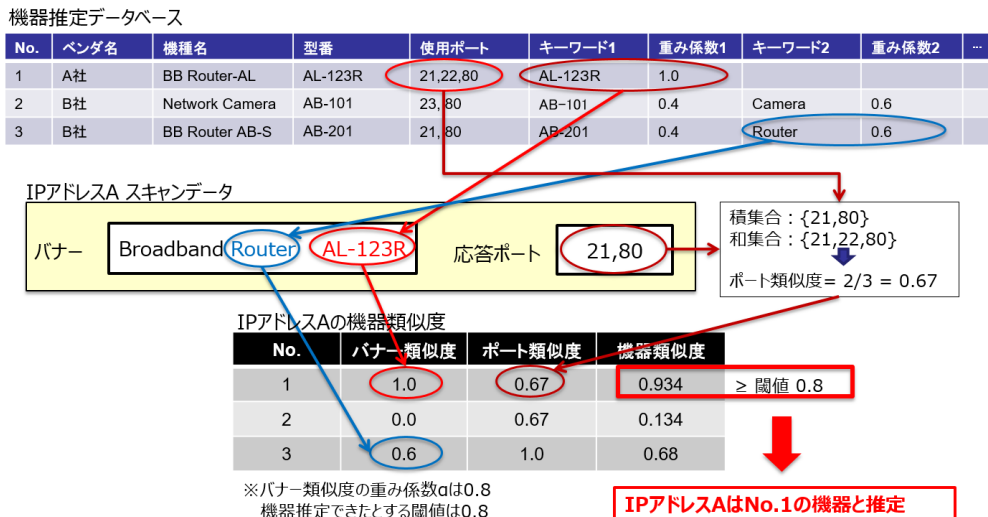 機器推定データベース
No. ベンダ名 機種名 型番 使用ポート キーワード1 重み係数1 キーワード2 重み係数2 ...
1 A社 BB Router-AL AL-123R 21,22,80 AL-123R 1.0
2 B社 Network Camera AB-101 23,80 AB-101 0.4 Camera 0.6
3 B社 BB Router AB-S AB-201 21,80 AB-201 0.4 Router 0.6
IPアドレスA スキャンデータ
バナー Broadband Router AL-123R 応答ポート 21,80
積集合：{21,80}
和集合：{21,22,80}
ポート類似度= 2/3 = 0.67
IPアドレスAの機器類似度
No. バナー類似度 ポート類似度 機器類似度
1 1.0 0.67 0.934 ≥ 閾値 0.8
2 0.0 0.67 0.134
3 0.6 1.0 0.68
※バナー類似度の重み係数αは0.8
機器推定できたとする閾値は0.8
IPアドレスAはNo.1の機器と推定